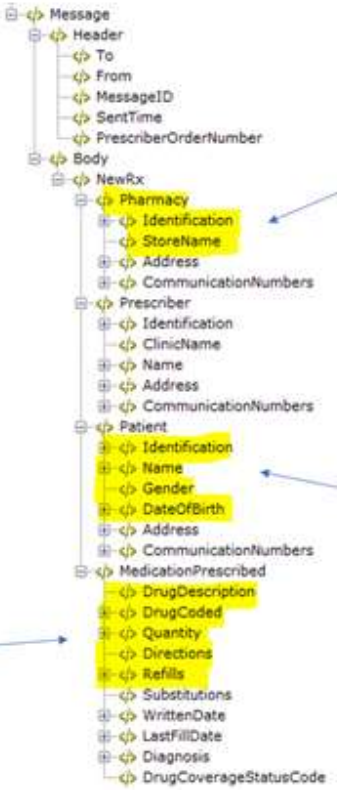 Message
Header
To
From
MessageID
SentTime
PrescriberOrderNumber
Body
NewRx
Pharmacy
Identification
StoreName
Address
CommunicationNumbers
Prescriber
Identification
ClinicName
Name
Address
CommunicationNumbers
Patient
Identification
Name
Gender
DateOfBirth
Address
CommunicationNumbers
MedicationPrescribed
DrugDescription
DrugCoded
Quantity
Directions
Refills
Substitutions
WrittenDate
LastFillDate
Diagnosis
DrugCoverageStatusCode